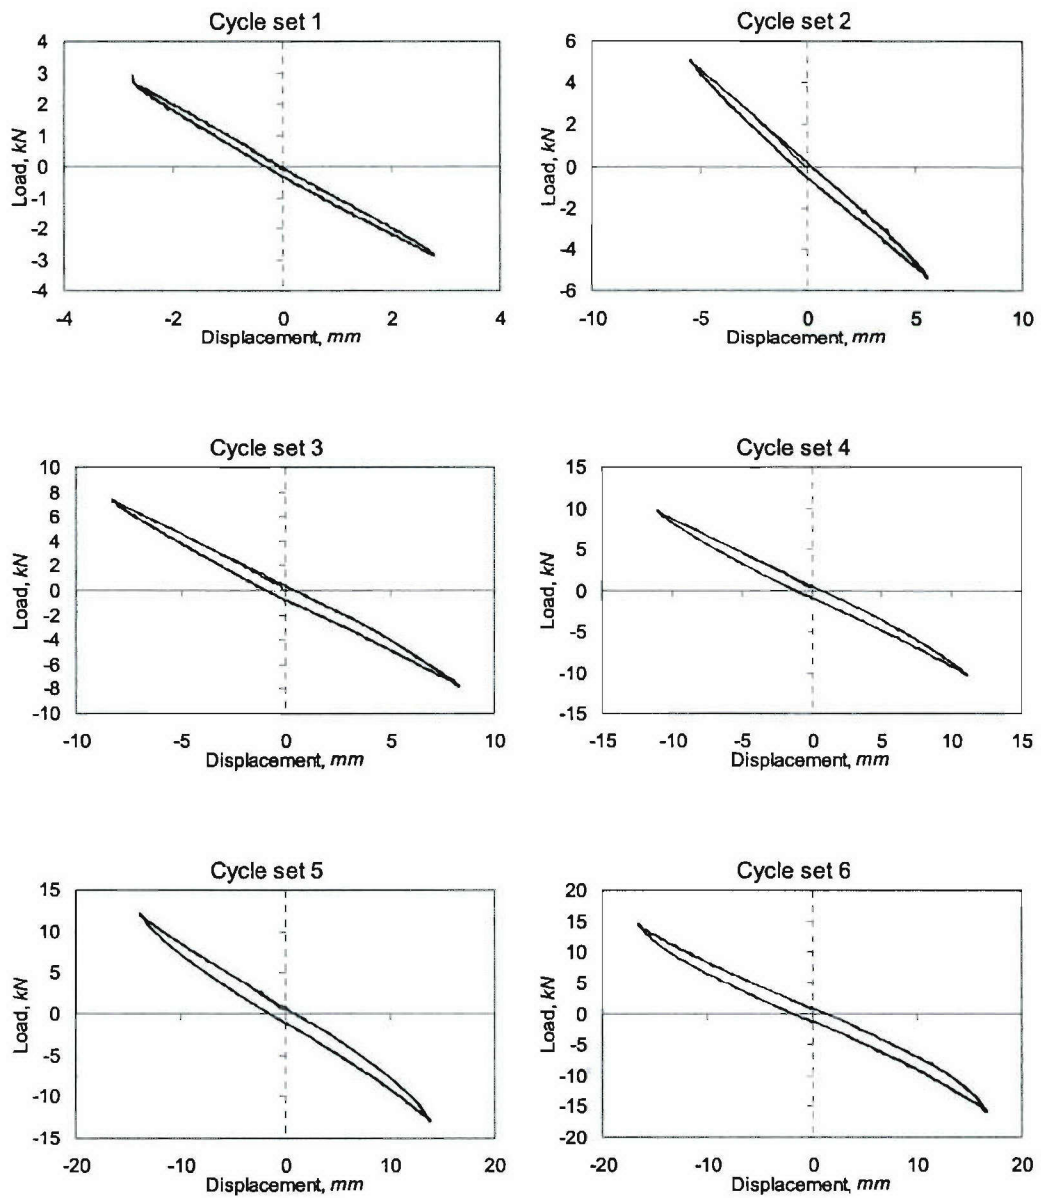 Cycle set 1
4
3
2
1
0
-1
-2
-3
-4
Load, kN
-4 -2 0 2 4
Displacement, mm
Cycle set 2
6
4
2
0
-2
-4
-6
Load, kN
-10 -5 0 5 10
Displacement, mm
Cycle set 3
10
8
6
4
2
0
-2
-4
-6
-8
-10
Load, kN
-10 -5 0 5 10
Displacement, mm
Cycle set 4
15
10
5
0
-5
-10
-15
Load, kN
-15 -10 -5 0 5 10 15
Displacement, mm
Cycle set 5
15
10
5
0
-5
-10
-15
Load, kN
-20 -10 0 10 20
Displacement, mm
Cycle set 6
20
15
10
5
0
-5
-10
-15
-20
Load, kN
-20 -10 0 10 20
Displacement, mm